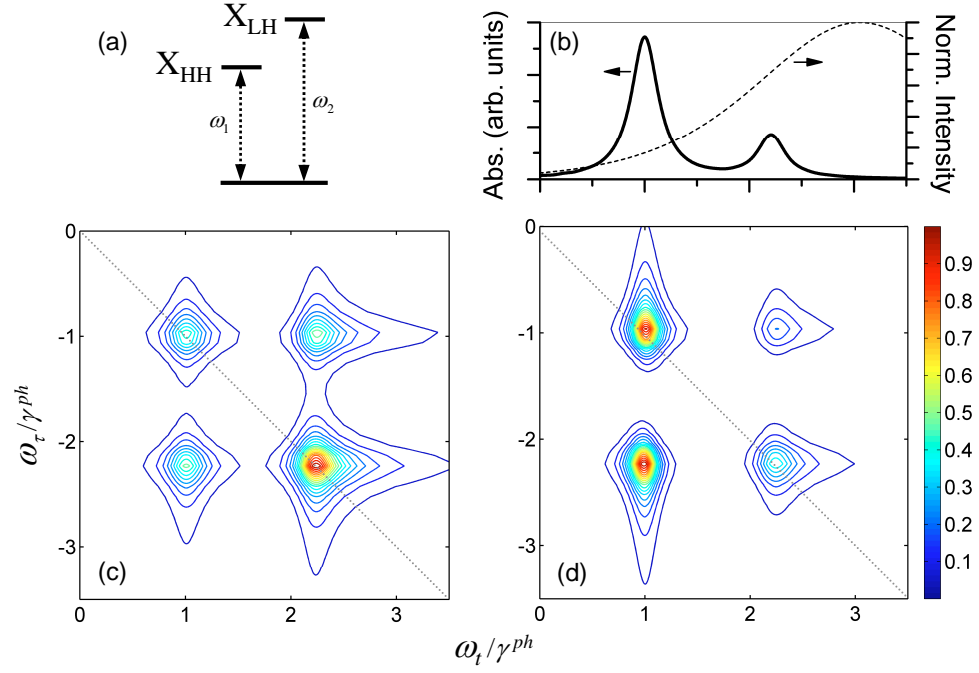 (a)
X_LH
X_HH
ω₁
ω₂
(b)
Abs. (arb. units)
Norm. Intensity
0 1 2 3
0
-1
-2
-3
(c)
0 1 2 3
0
-1
-2
-3
(d)
0.9
0.8
0.7
0.6
0.5
0.4
0.3
0.2
0.1
ω_τ/γ^ph
ω_t/γ^ph